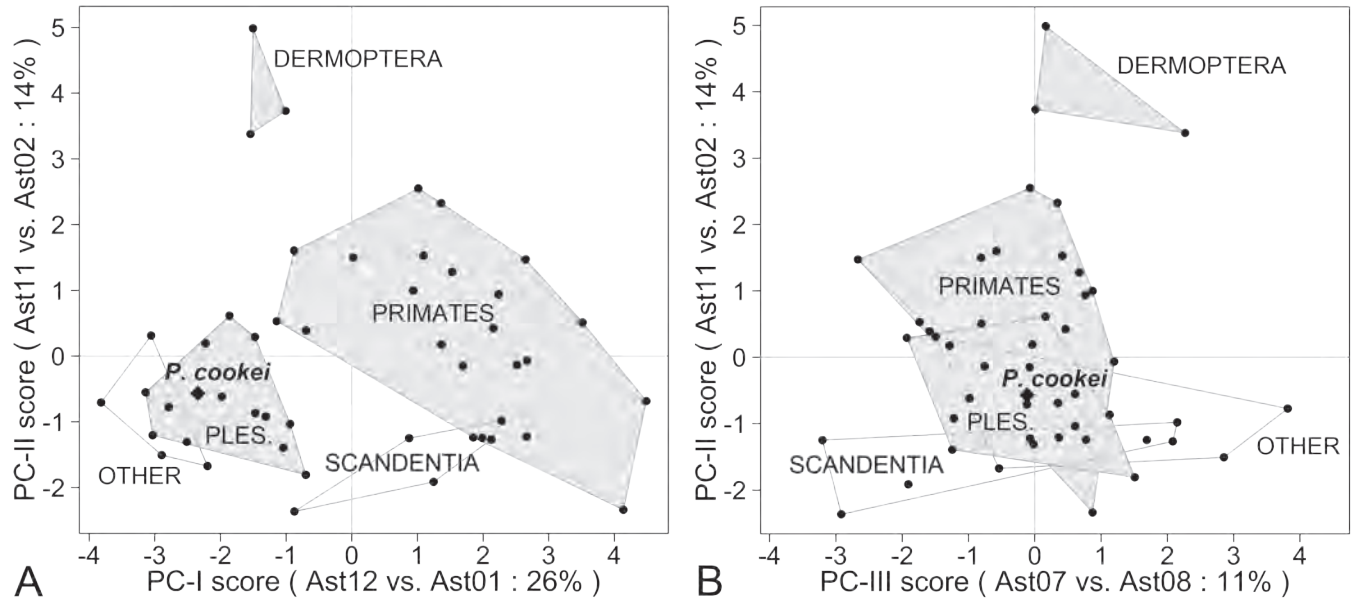 5
4
3
2
1
0
-1
-2
PC-II score ( Ast11 vs. Ast02 : 14% )
DERMOPTERA
PRIMATES
P. cookei
PLES.
OTHER
SCANDENTIA
-4 -3 -2 -1 0 1 2 3 4
PC-I score ( Ast12 vs. Ast01 : 26% )
A
5
4
3
2
1
0
-1
-2
PC-II score ( Ast11 vs. Ast02 : 14% )
DERMOPTERA
PRIMATES
P. cookei
PLES.
OTHER
SCANDENTIA
-4 -3 -2 -1 0 1 2 3 4
PC-III score ( Ast07 vs. Ast08 : 11% )
B